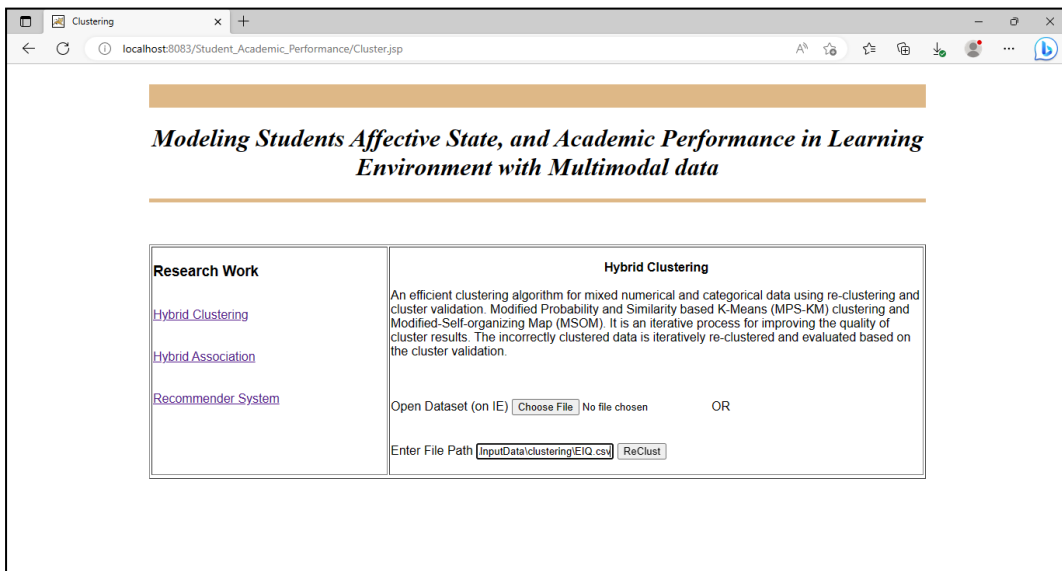 Clustering
localhost:8083/Student_Academic_Performance/Cluster.jsp
Modeling Students Affective State, and Academic Performance in Learning
Environment with Multimodal data
Research Work
Hybrid Clustering
Hybrid Association
Recommender System
Hybrid Clustering
An efficient clustering algorithm for mixed numerical and categorical data using re-clustering and
cluster validation. Modified Probability and Similarity based K-Means (MPS-KM) clustering and
Modified-Self-organizing Map (MSOM). It is an iterative process for improving the quality of
cluster results. The incorrectly clustered data is iteratively re-clustered and evaluated based on
the cluster validation.
Open Dataset (on IE) Choose File No file chosen OR
Enter File Path InputData\clustering\EIQ.csv ReClust